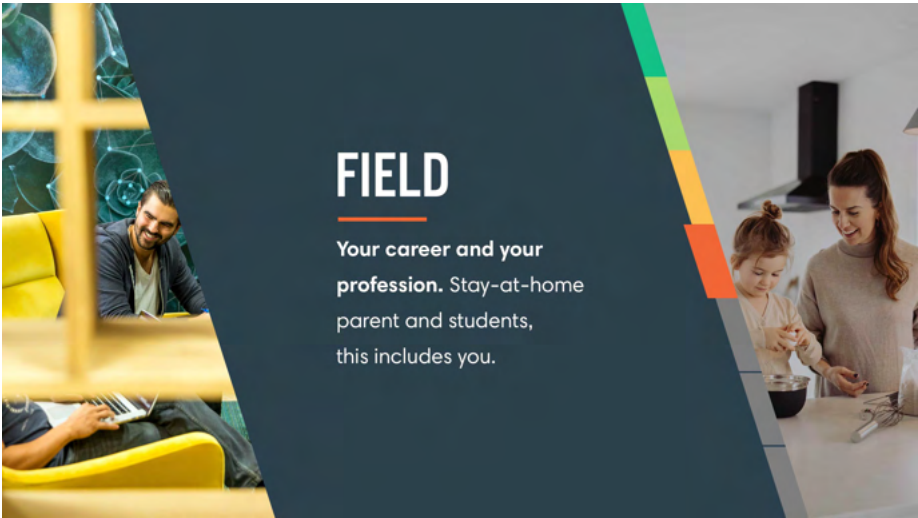 FIELD
Your career and your
profession. Stay-at-home
parent and students,
this includes you.